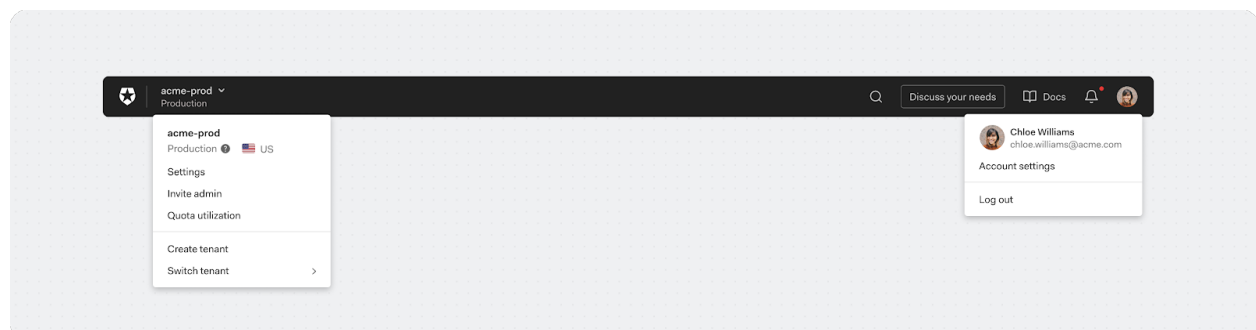 acme-prod
Production
Discuss your needs
Docs
acme-prod
Production ? US
Settings
Invite admin
Quota utilization
Create tenant
Switch tenant
Chloe Williams
chloe.williams@acme.com
Account settings
Log out